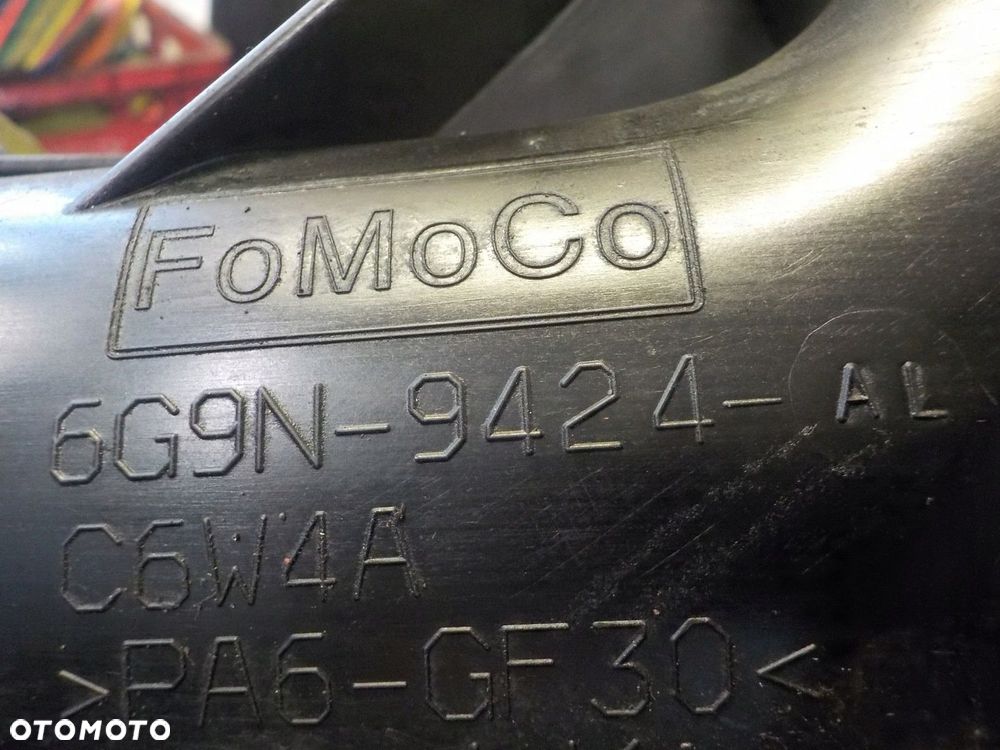 FoMoCo
6G9N-9424-AL
C6W4A
>PA6-GF30<
OTOMOTO